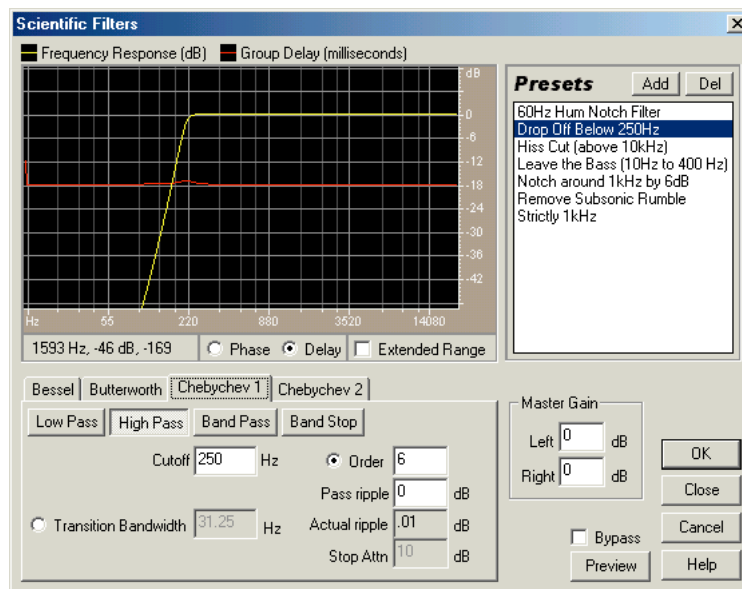 Scientific Filters
Frequency Response (dB) Group Delay (milliseconds)
dB
0
-6
-12
-18
-24
-30
-36
-42
Hz 55 220 880 3520 14080
1593 Hz, -46 dB, -169 Phase Delay Extended Range
Presets Add Del
60Hz Hum Notch Filter
Drop Off Below 250Hz
Hiss Cut (above 10kHz)
Leave the Bass (10Hz to 400 Hz)
Notch around 1kHz by 6dB
Remove Subsonic Rumble
Strictly 1kHz
Bessel Butterworth Chebychev 1 Chebychev 2
Low Pass High Pass Band Pass Band Stop
Cutoff 250 Hz Order 6
Pass ripple 0 dB
Transition Bandwidth 31.25 Hz Actual ripple .01 dB
Stop Attn 10 dB
Master Gain
Left 0 dB
Right 0 dB
Bypass
Preview
OK
Close
Cancel
Help